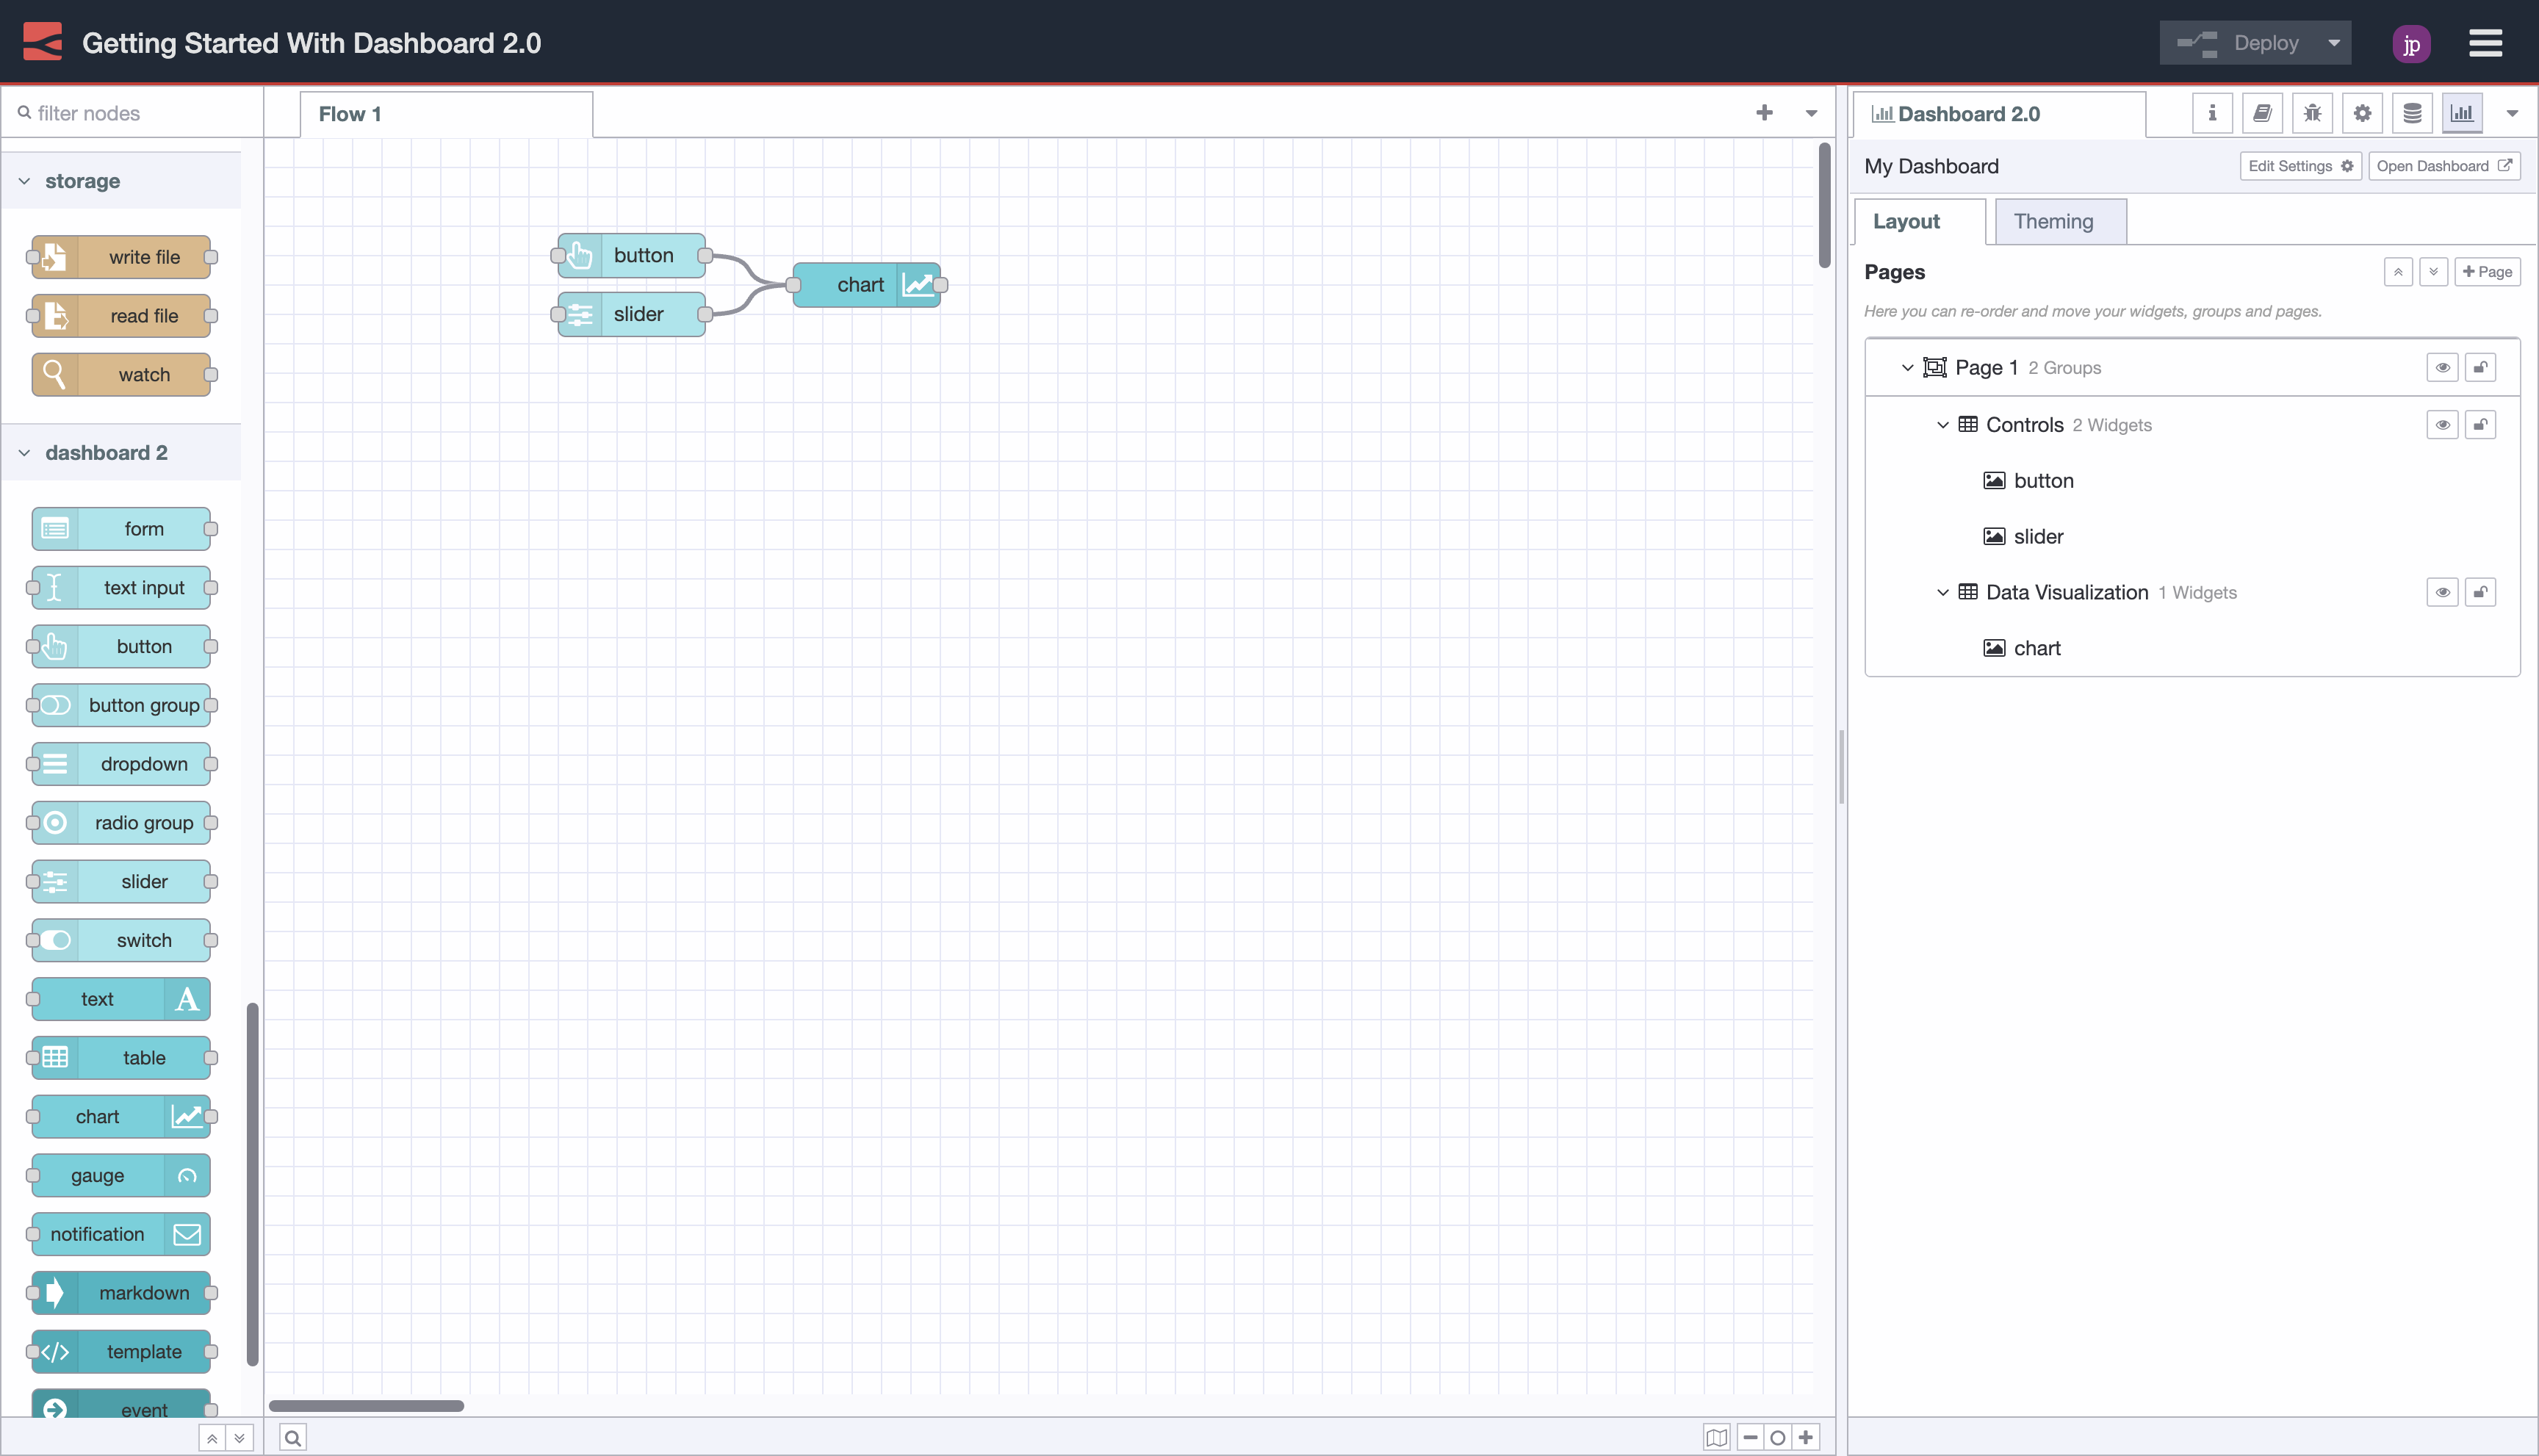 Getting Started With Dashboard 2.0
Deploy
jp
filter nodes
storage
write file
read file
watch
dashboard 2
form
text input
button
button group
dropdown
radio group
slider
switch
text
table
chart
gauge
notification
markdown
template
event
Flow 1
button
slider
chart
Dashboard 2.0
My Dashboard
Edit Settings
Open Dashboard
Layout
Theming
Pages
Page
Here you can re-order and move your widgets, groups and pages.
Page 1 2 Groups
Controls 2 Widgets
button
slider
Data Visualization 1 Widgets
chart